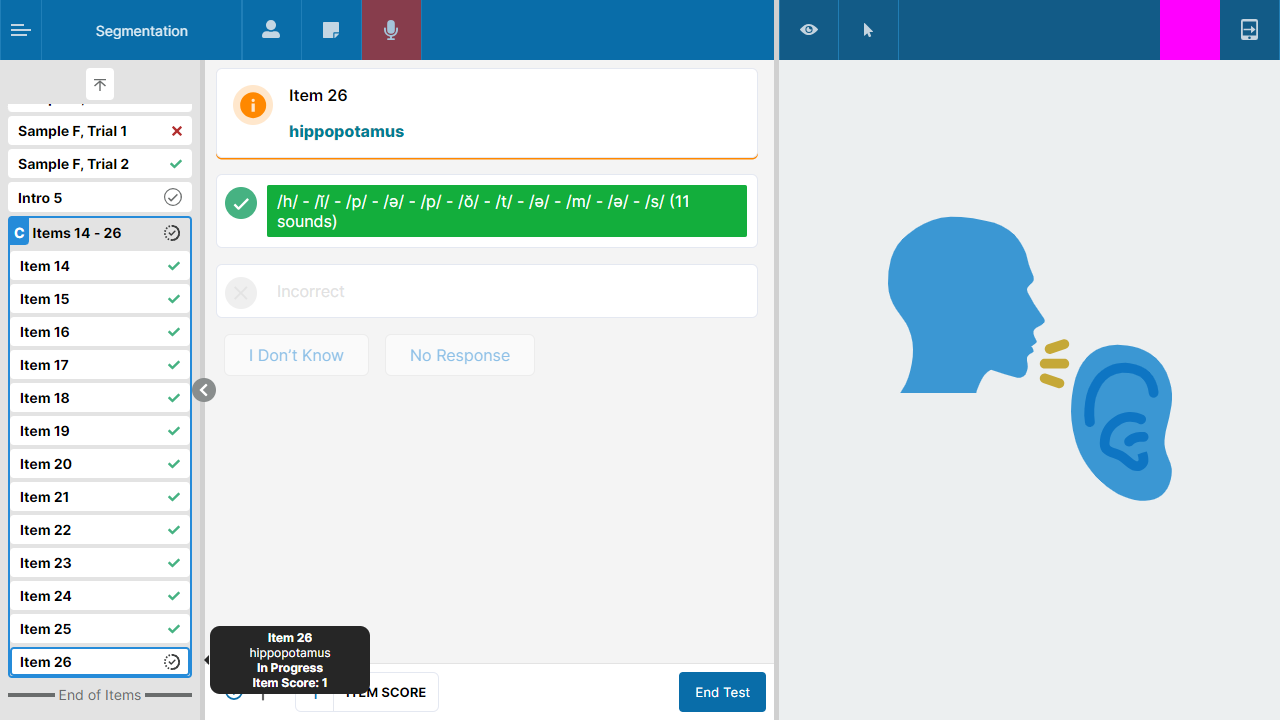 Segmentation
Sample F, Trial 1
Sample F, Trial 2
Intro 5
C Items 14 - 26
Item 14
Item 15
Item 16
Item 17
Item 18
Item 19
Item 20
Item 21
Item 22
Item 23
Item 24
Item 25
Item 26
End of Items
Item 26
hippopotamus
/h/ - /ĭ/ - /p/ - /ə/ - /p/ - /ŏ/ - /t/ - /ə/ - /m/ - /ə/ - /s/ (11
sounds)
Incorrect
I Don’t Know
No Response
Item 26
hippopotamus
In Progress
Item Score: 1
ITEM SCORE
End Test